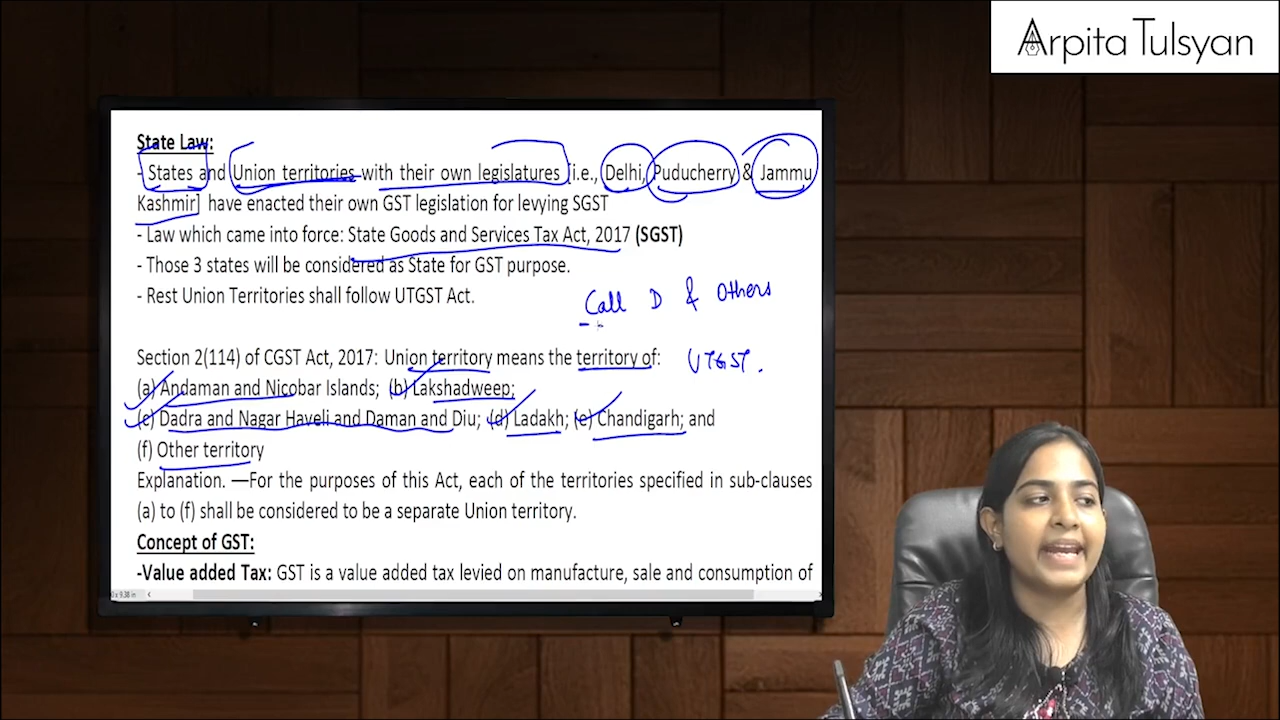 Arpita Tulsyan
State Law:
- States and Union territories with their own legislatures [i.e., Delhi, Puducherry & Jammu
Kashmir] have enacted their own GST legislation for levying SGST
- Law which came into force: State Goods and Services Tax Act, 2017 (SGST)
- Those 3 states will be considered as State for GST purpose.
- Rest Union Territories shall follow UTGST Act.
Call D & Others
Section 2(114) of CGST Act, 2017: Union territory means the territory of:
UTGST.
(a) Andaman and Nicobar Islands; (b) Lakshadweep;
(c) Dadra and Nagar Haveli and Daman and Diu; (d) Ladakh; (e) Chandigarh; and
(f) Other territory
Explanation. —For the purposes of this Act, each of the territories specified in sub-clauses
(a) to (f) shall be considered to be a separate Union territory.
Concept of GST:
-Value added Tax: GST is a value added tax levied on manufacture, sale and consumption of
0 x 9.38 in